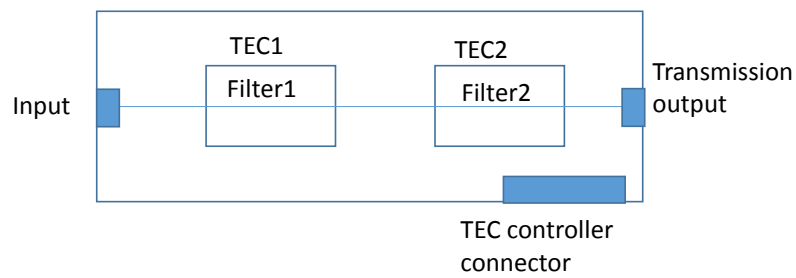 TEC1
TEC2
Filter1
Filter2
Input
Transmission
output
TEC controller
connector